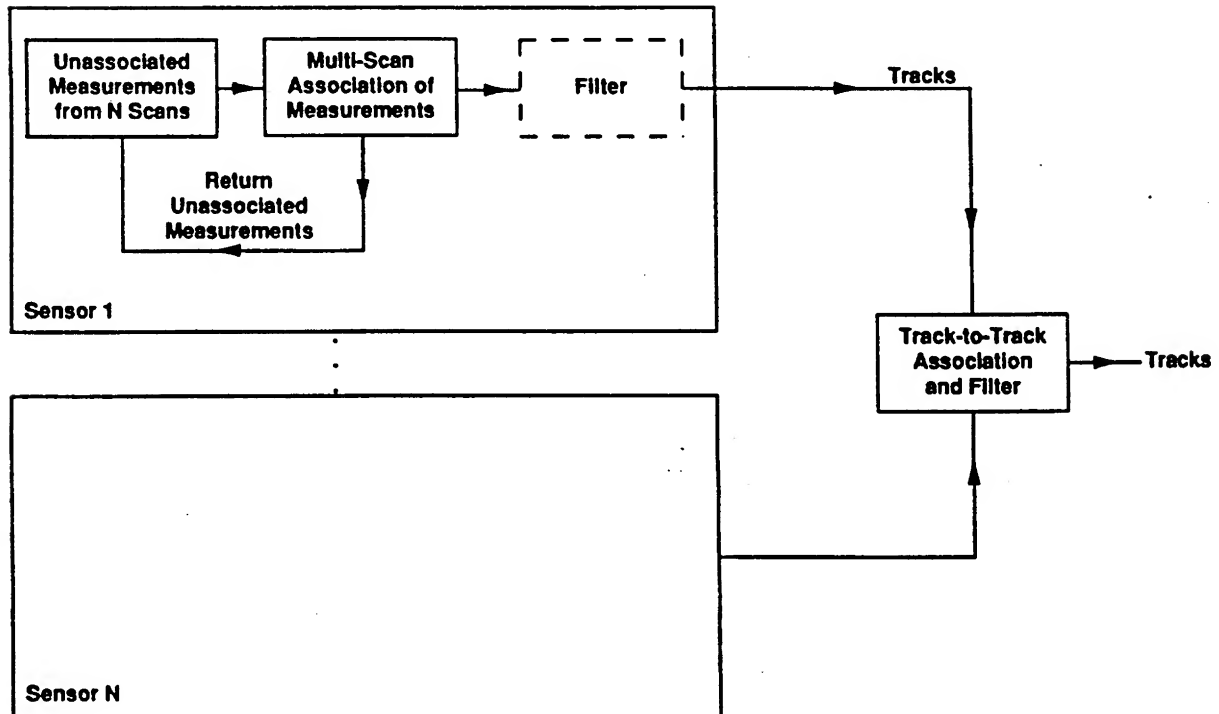 Unassociated
Measurements
from N Scans
Multi-Scan
Association of
Measurements
Filter
Tracks
Return
Unassociated
Measurements
Sensor 1
Track-to-Track
Association
and Filter
Tracks
Sensor N